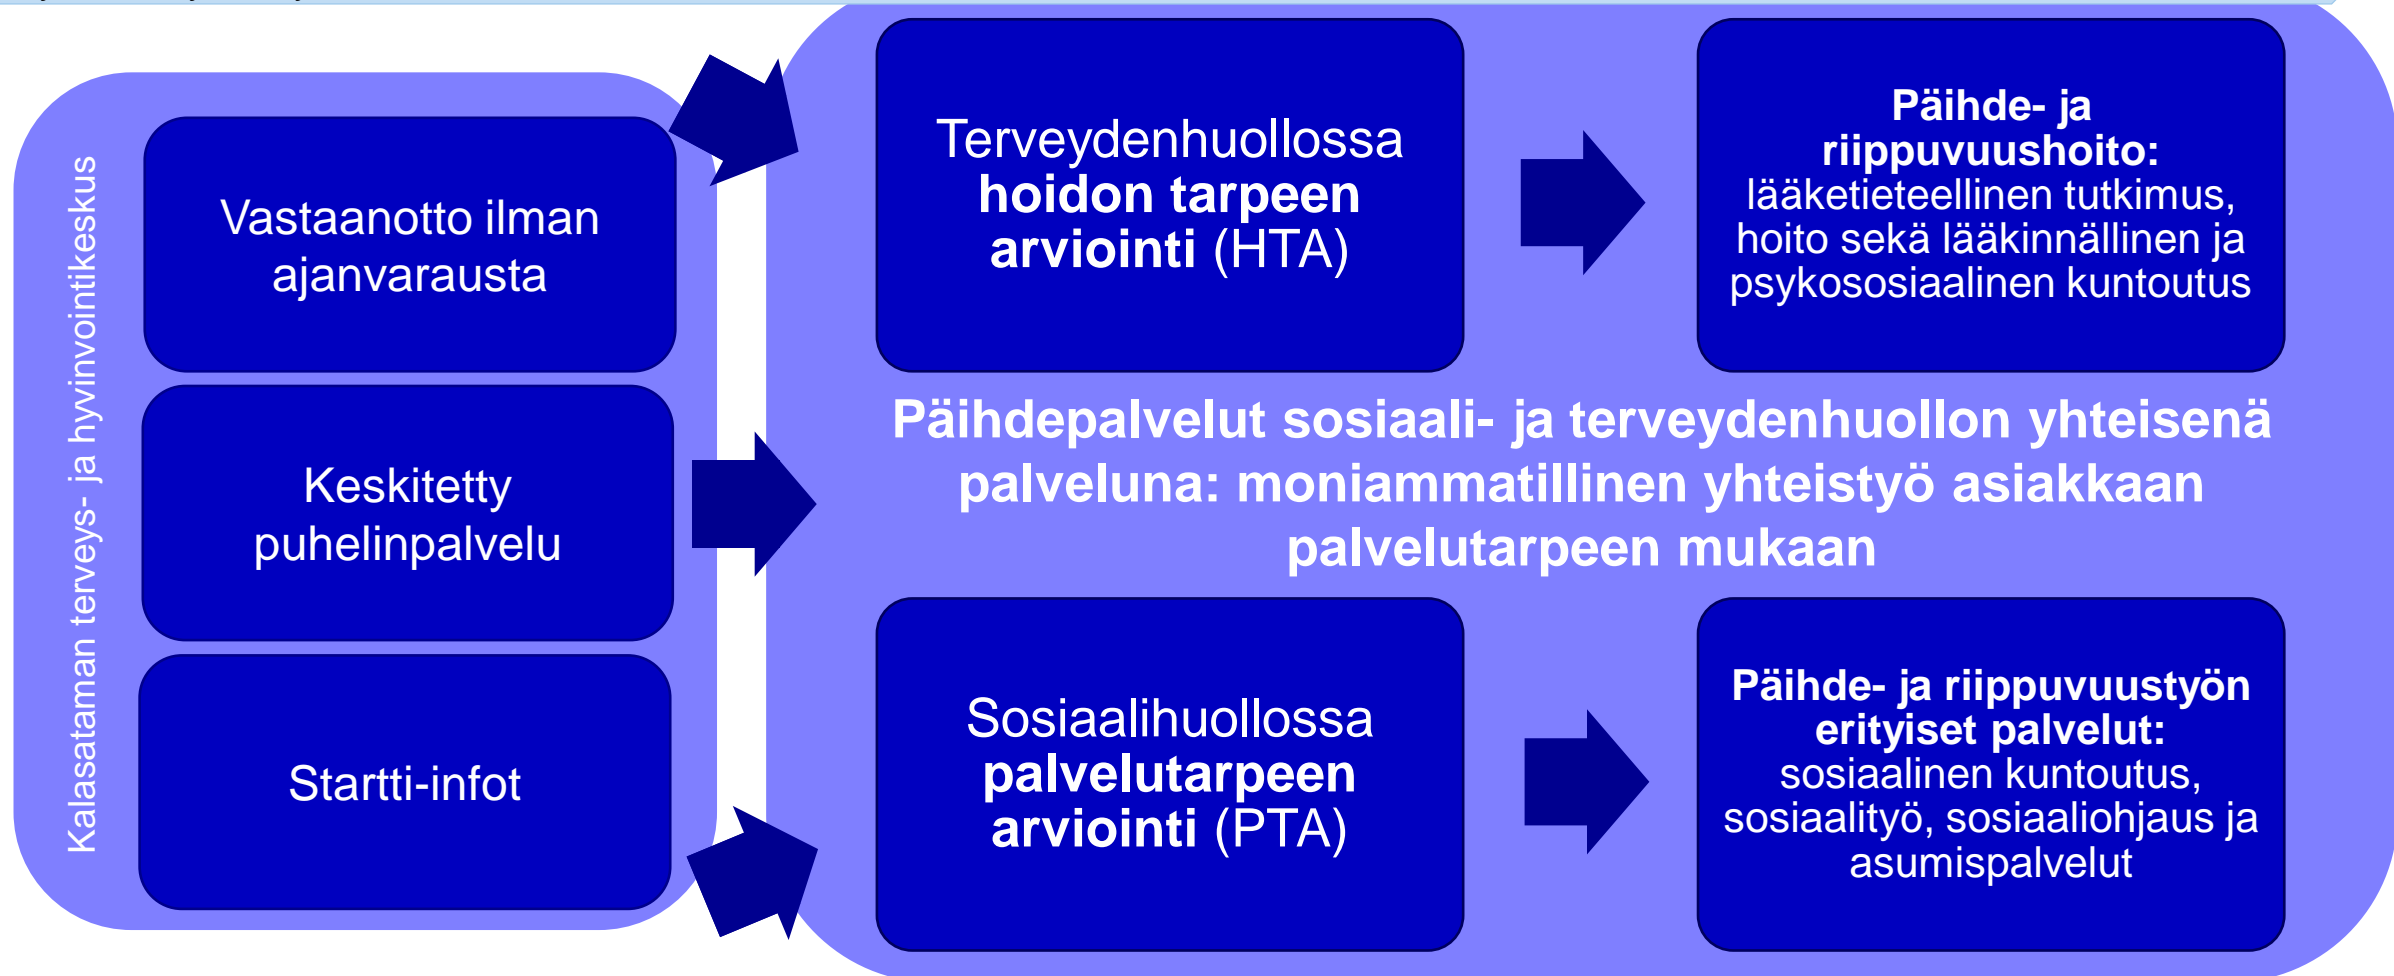 Kalasataman terveys- ja hyvinvointikeskus
Vastaanotto ilman
ajanvarausta
Keskitetty
puhelinpalvelu
Startti-infot
Terveydenhuollossa
hoidon tarpeen
arviointi (HTA)
Päihde- ja
riippuvuushoito:
lääketieteellinen tutkimus,
hoito sekä lääkinnällinen ja
psykososiaalinen kuntoutus
Päihdepalvelut sosiaali- ja terveydenhuollon yhteisenä
palveluna: moniammatillinen yhteistyö asiakkaan
palvelutarpeen mukaan
Sosiaalihuollossa
palvelutarpeen
arviointi (PTA)
Päihde- ja riippuvuustyön
erityiset palvelut:
sosiaalinen kuntoutus,
sosiaalityö, sosiaaliohjaus ja
asumispalvelut